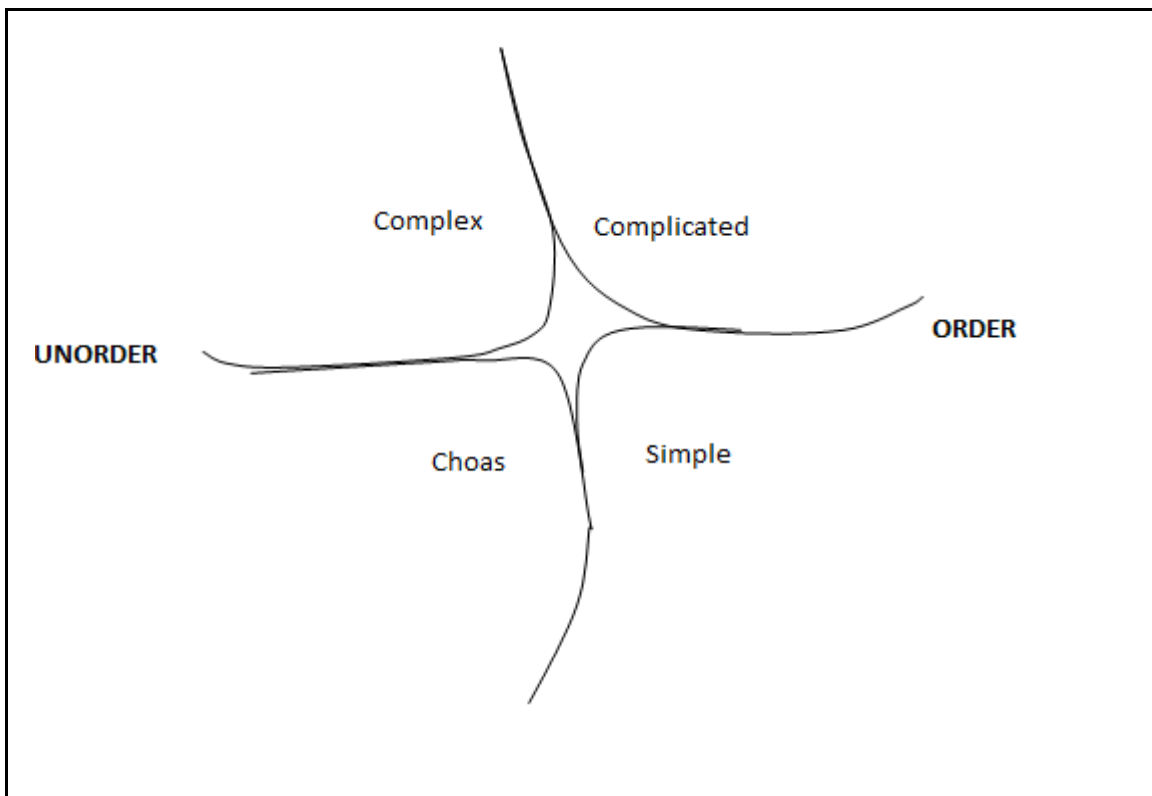 Complex
Complicated
UNORDER
ORDER
Choas
Simple